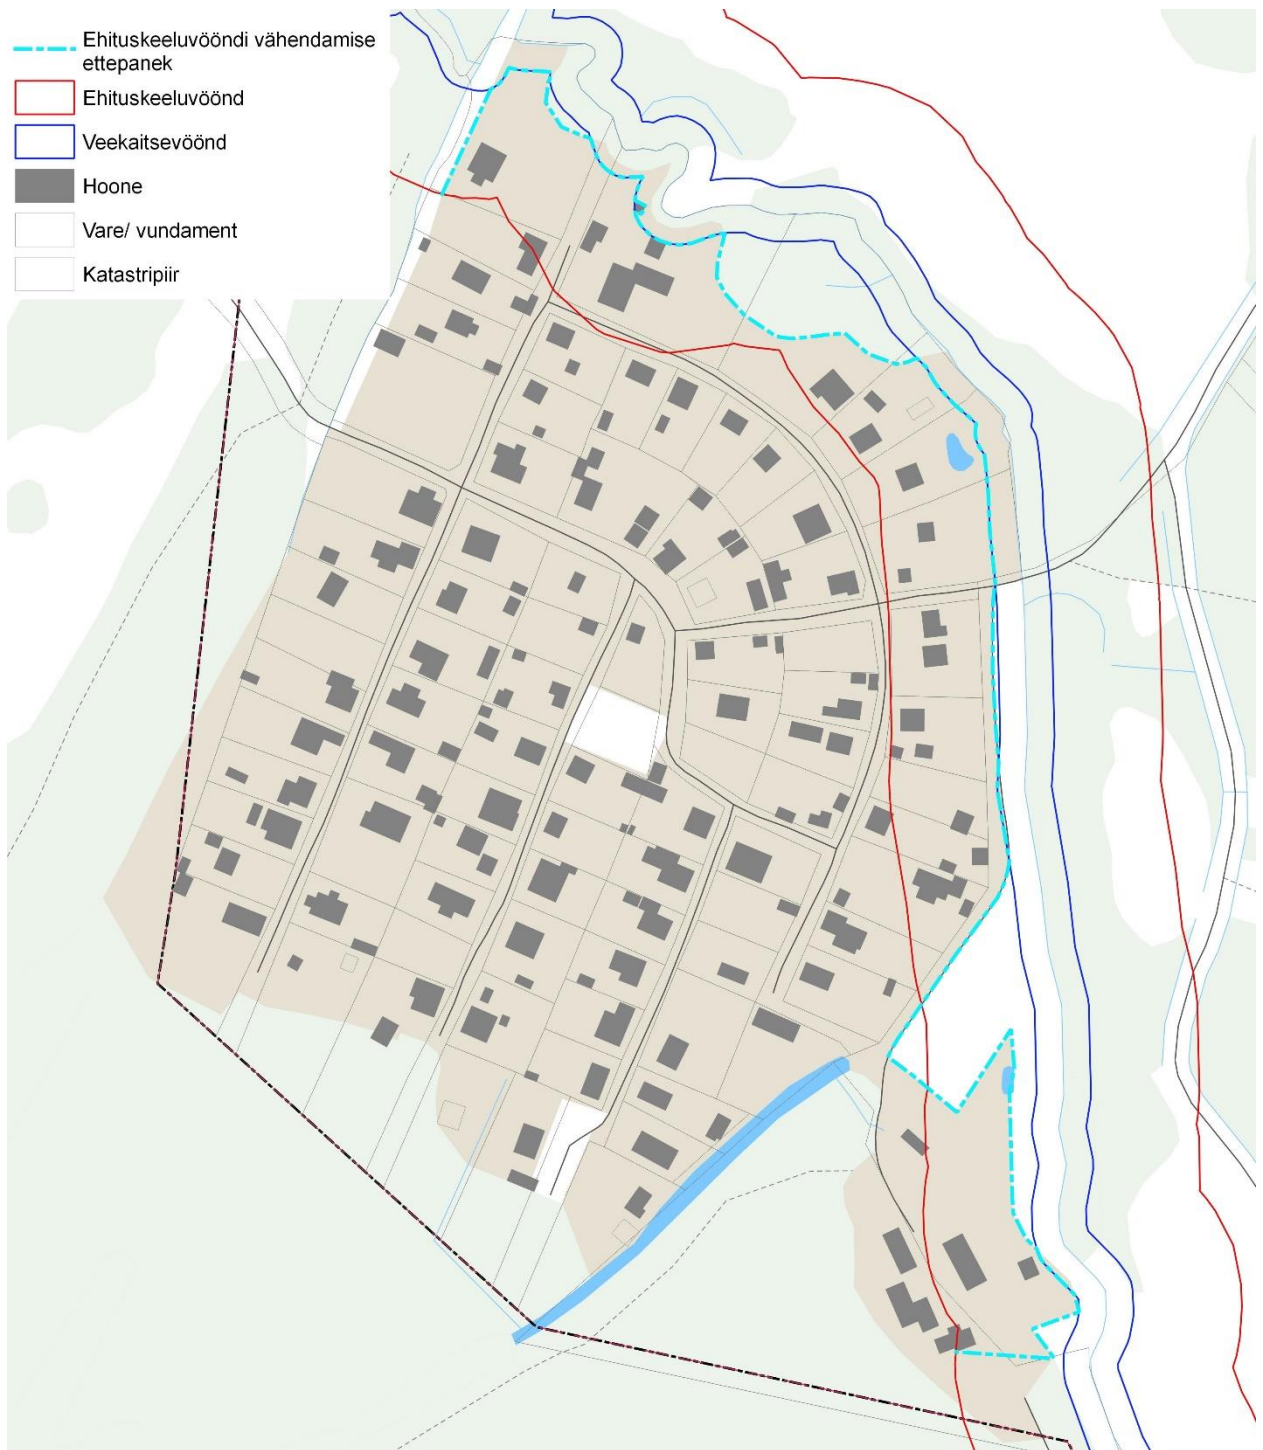 Ehituskeeluvööndi vähendamise
ettepanek
Ehituskeeluvöönd
Veekaitsevöönd
Hoone
Vare/ vundament
Katastripiir